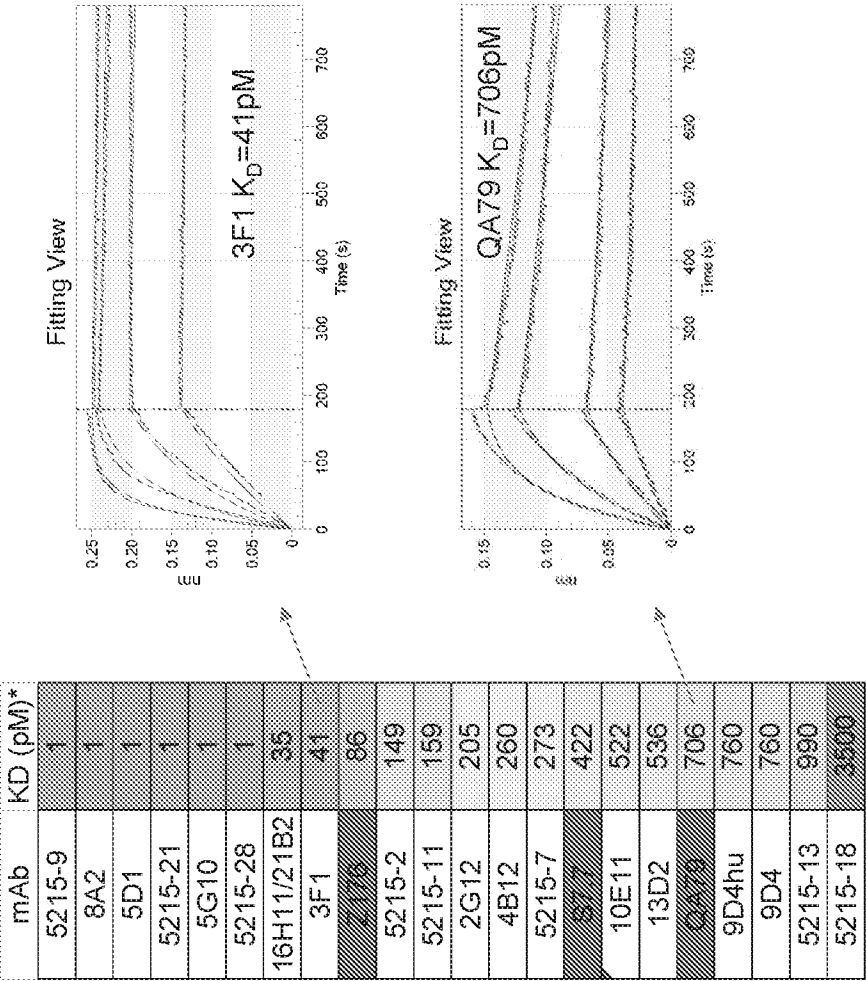 mAb KD (pM)*
5215-9 1
8A2 1
5D1 1
5215-21 1
5G10 1
5215-28 1
16H11/21B2 35
3F1 41
86
5215-2 149
5215-11 159
2G12 205
4B12 260
5215-7 273
422
10E11 522
13D2 536
QA79 706
9D4hu 760
9D4 760
5215-13 990
5215-18 3500
Fitting View
0.25
0.20
0.15
0.10
0.05
0
nm
3F1 KD=41pM
0 100 200 300 400 500 600 700
Time (s)
Fitting View
0.15
0.10
0.05
0
nm
QA79 KD=706pM
0 100 200 300 400 500 600 700
Time (s)